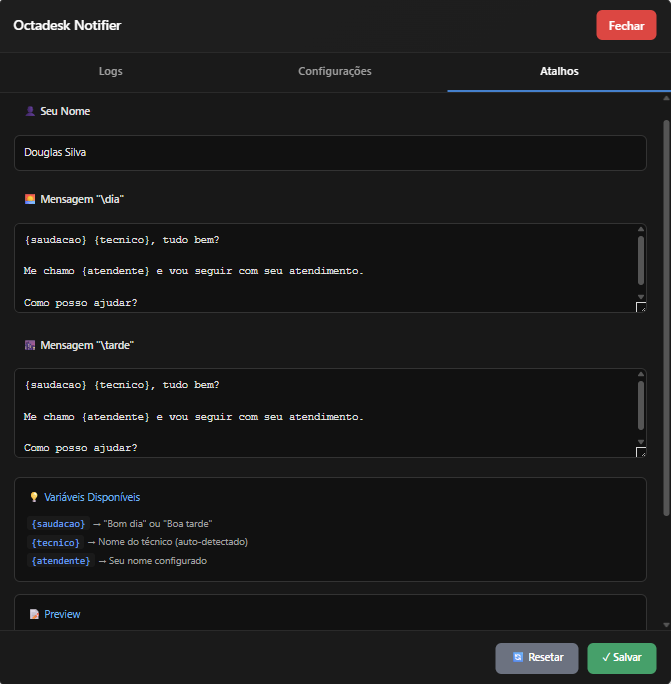 Octadesk Notifier
Fechar
Logs
Configurações
Atalhos
Seu Nome
Douglas Silva
Mensagem "\dia"
{saudacao} {tecnico}, tudo bem?
Me chamo {atendente} e vou seguir com seu atendimento.
Como posso ajudar?
Mensagem "\tarde"
{saudacao} {tecnico}, tudo bem?
Me chamo {atendente} e vou seguir com seu atendimento.
Como posso ajudar?
Variáveis Disponíveis
{saudacao} → "Bom dia" ou "Boa tarde"
{tecnico} → Nome do técnico (auto-detectado)
{atendente} → Seu nome configurado
Preview
Resetar
✓ Salvar